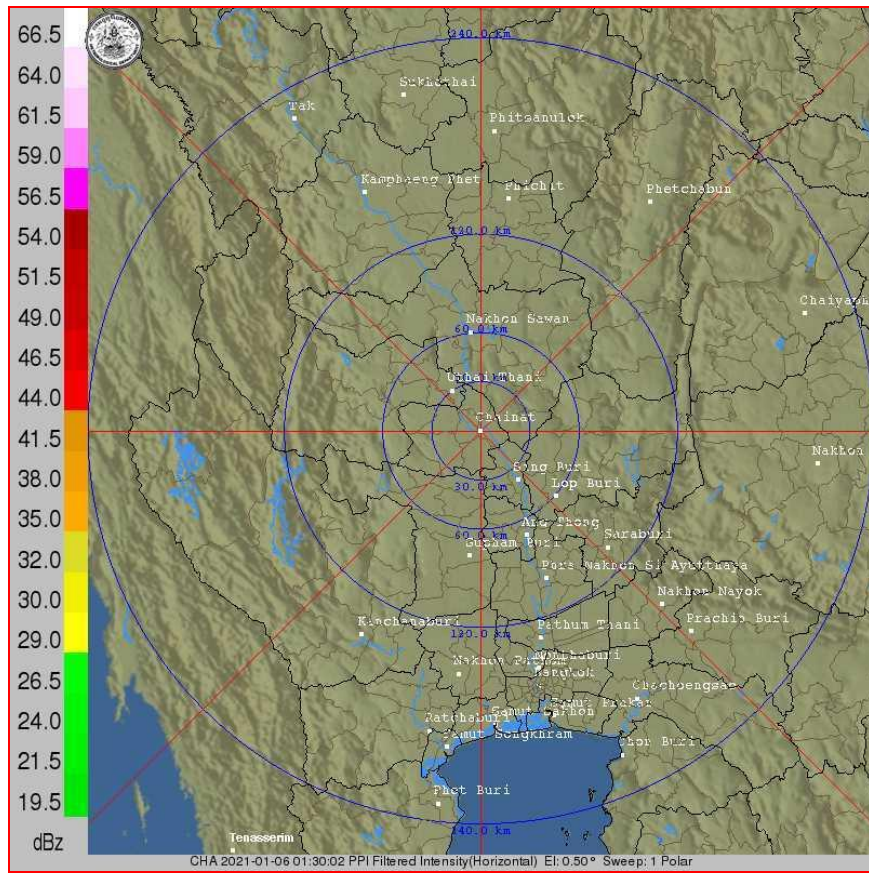 66.5
64.0
61.5
59.0
56.5
54.0
51.5
49.0
46.5
44.0
41.5
38.0
35.0
32.0
30.0
29.0
26.5
24.0
21.5
19.5
dBz
240.0 km
Sukhothai
Tak
Phitsanulok
Kamphaeng Phet
Phichit
Phetchabun
120.0 km
Chaiyaph
Nakhon Sawan
60.0 km
Uthai Thani
Chainat
Nakhon
Sing Buri
30.0 km
Lop Buri
Ang Thong
60.0 km
Suphan Buri
Saraburi
Pora Nakhon Si Ayutthaya
Nakhon Nayok
Prachin Buri
Kanchanaburi
Pathum Thani
120.0 km
Nonthaburi
Nakhon Pathom
Bangkok
Chachoengsao
Samut Prakar
Samut Sakhon
Ratchaburi
Samut Songkhram
Chor Buri
Phet Buri
240.0 km
Tenasserim
CHA 2021-01-06 01:30:02 PPI Filtered Intensity(Horizontal) El: 0.50° Sweep: 1 Polar